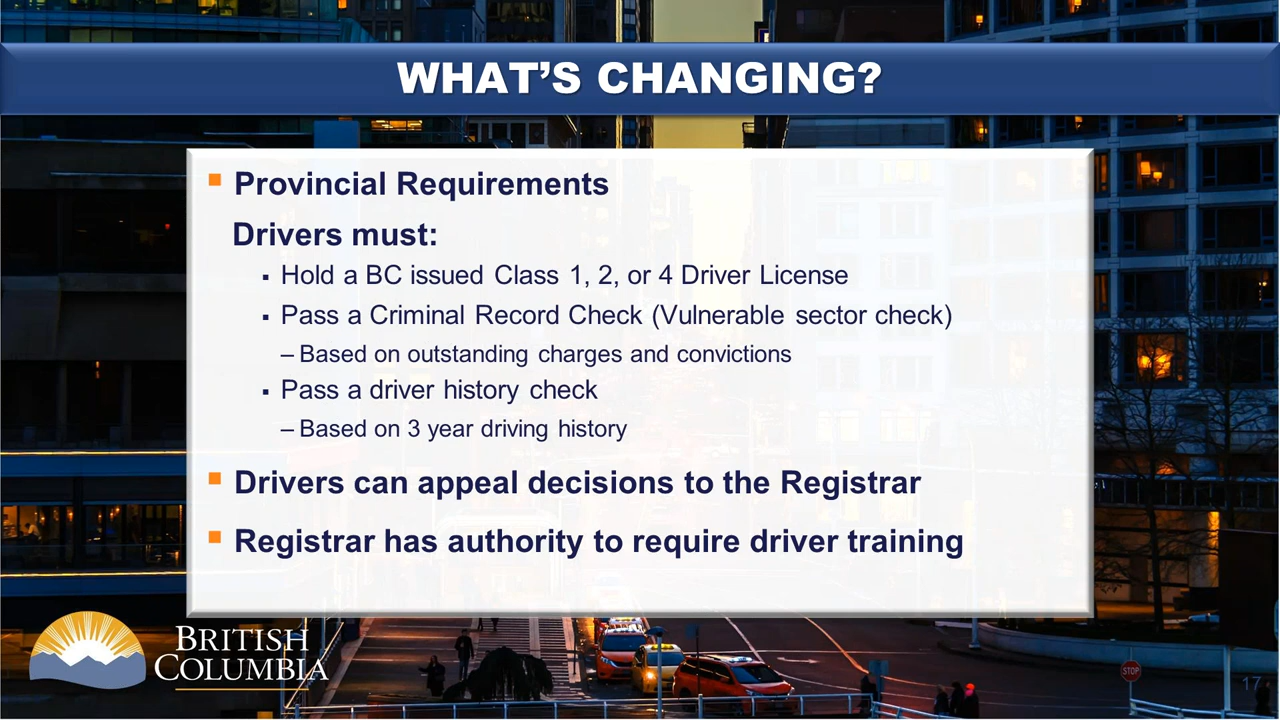 WHAT'S CHANGING?
▪ Provincial Requirements
Drivers must:
▪ Hold a BC issued Class 1, 2, or 4 Driver License
▪ Pass a Criminal Record Check (Vulnerable sector check)
– Based on outstanding charges and convictions
▪ Pass a driver history check
– Based on 3 year driving history
▪ Drivers can appeal decisions to the Registrar
▪ Registrar has authority to require driver training
BRITISH
COLUMBIA
STOP
17